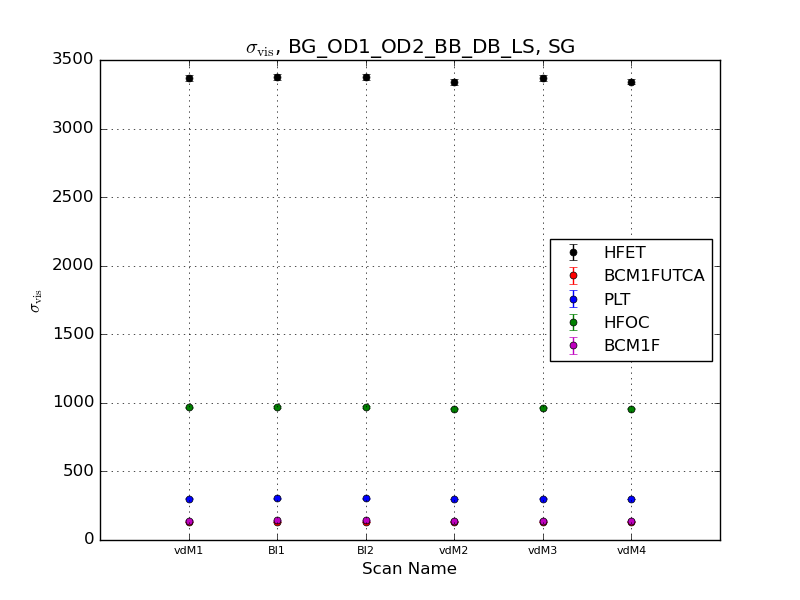 σvis, BG_OD1_OD2_BB_DB_LS, SG
3500
3000
2500
2000
1500
1000
500
0
σvis
HFET
BCM1FUTCA
PLT
HFOC
BCM1F
vdM1 BI1 BI2 vdM2 vdM3 vdM4
Scan Name